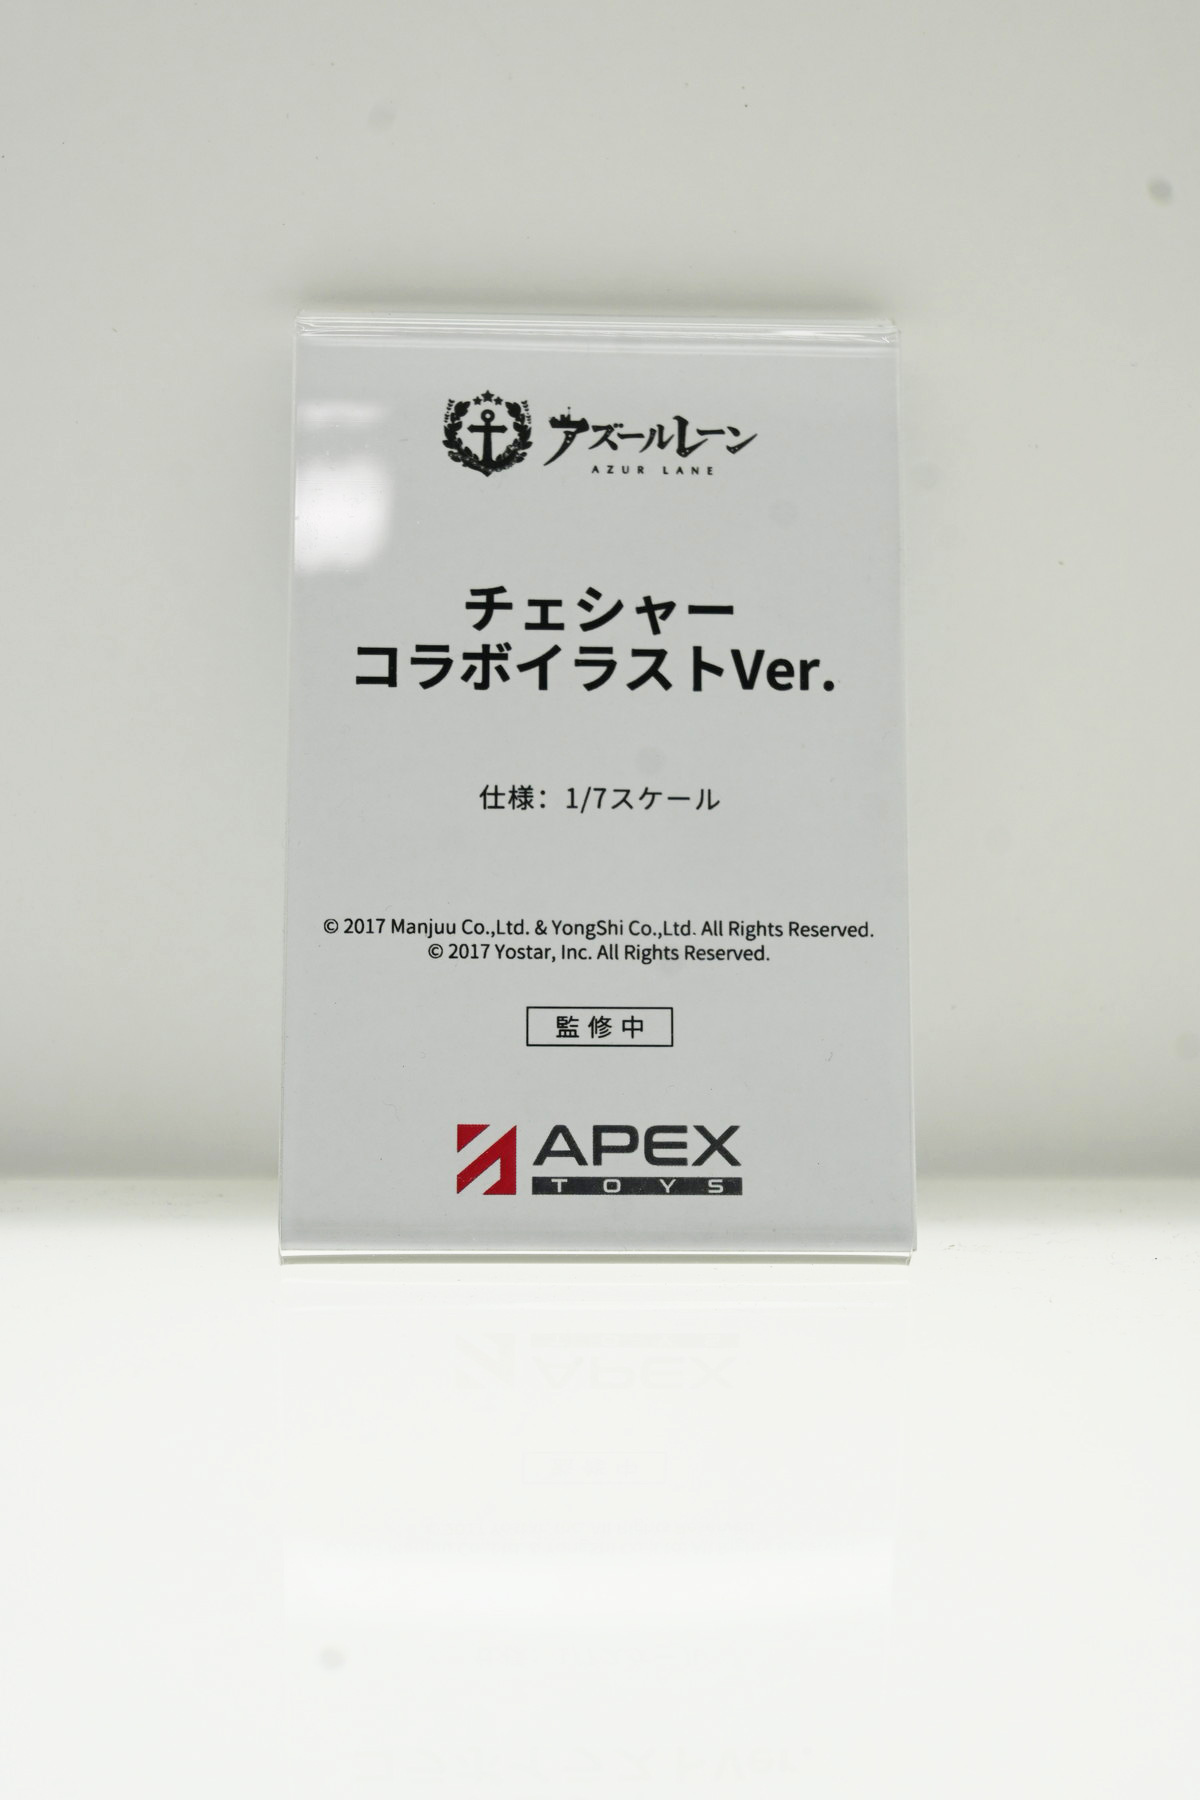 アズールレーン
AZUR LANE
チェシャー
コラボイラストVer.
仕様：1/7スケール
© 2017 Manjuu Co.,Ltd. & YongShi Co.,Ltd. All Rights Reserved.
© 2017 Yostar, Inc. All Rights Reserved.
監修中
APEX
TOYS